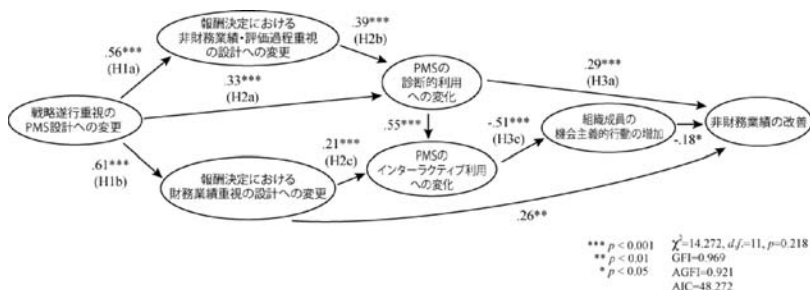 報酬決定における
非財務業績・評価過程重視
の設計への変更
.39***
(H2b)
.56***
(H1a)
PMSの
診断的利用
への変化
.29***
(H3a)
.33***
(H2a)
戦略遂行重視の
PMS設計への変更
.55***
-.51***
(H3c)
組織成員の
機会主義的行動の増加
非財務業績の改善
-.18*
.61***
(H1b)
.21***
(H2c)
PMSの
インターラクティブ利用
への変化
報酬決定における
財務業績重視の設計への変更
.26**
*** p < 0.001
** p < 0.01
* p < 0.05
χ²=14.272, d.f.=11, p=0.218
GFI=0.969
AGFI=0.921
AIC=48.272